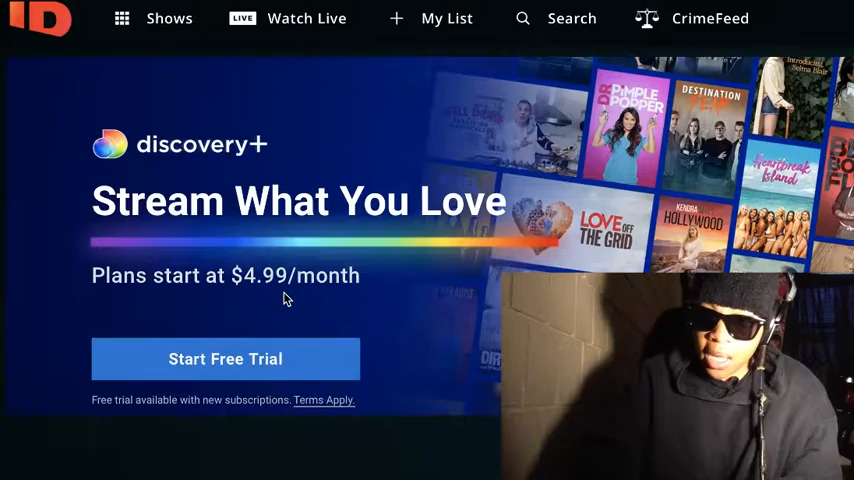 ID
Shows
LIVE
Watch Live
My List
Search
CrimeFeed
discovery+
Stream What You Love
Plans start at $4.99/month
Start Free Trial
Free trial available with new subscriptions. Terms Apply.
Introducing,
Selma Blair
DR
PIMPLE
POPPER
DESTINATION
FEAR
Heartbreak
Island
LOVE OFF
THE GRID
KENDRA
HOLLYWOOD